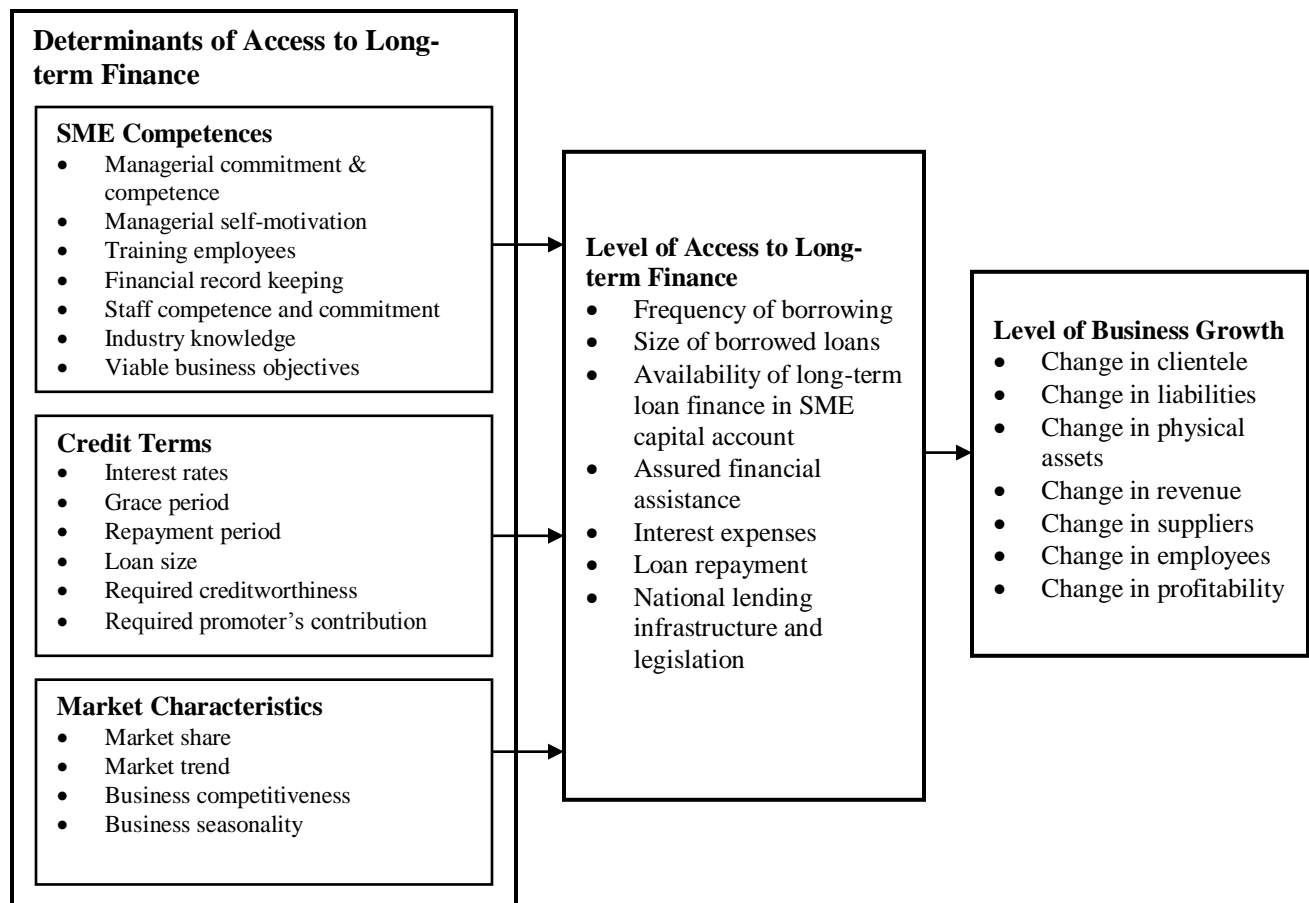 Determinants of Access to Long-
term Finance
SME Competences
• Managerial commitment &
competence
• Managerial self-motivation
• Training employees
• Financial record keeping
• Staff competence and commitment
• Industry knowledge
• Viable business objectives
Credit Terms
• Interest rates
• Grace period
• Repayment period
• Loan size
• Required creditworthiness
• Required promoter’s contribution
Market Characteristics
• Market share
• Market trend
• Business competitiveness
• Business seasonality
Level of Access to Long-
term Finance
• Frequency of borrowing
• Size of borrowed loans
• Availability of long-term
loan finance in SME
capital account
• Assured financial
assistance
• Interest expenses
• Loan repayment
• National lending
infrastructure and
legislation
Level of Business Growth
• Change in clientele
• Change in liabilities
• Change in physical
assets
• Change in revenue
• Change in suppliers
• Change in employees
• Change in profitability